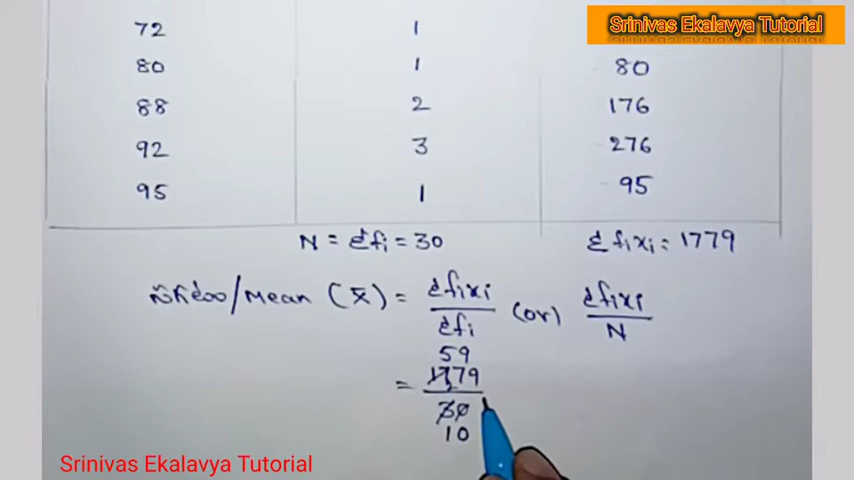 Srinivas Ekalavya Tutorial
72 1
80 1 80
88 2 176
92 3 276
95 1 95
N = Σfi = 30 Σfixi = 1779
/Mean (x̄) = Σfixi / Σfi (or) Σfixi / N
59
= 1779 / 30
10
Srinivas Ekalavya Tutorial